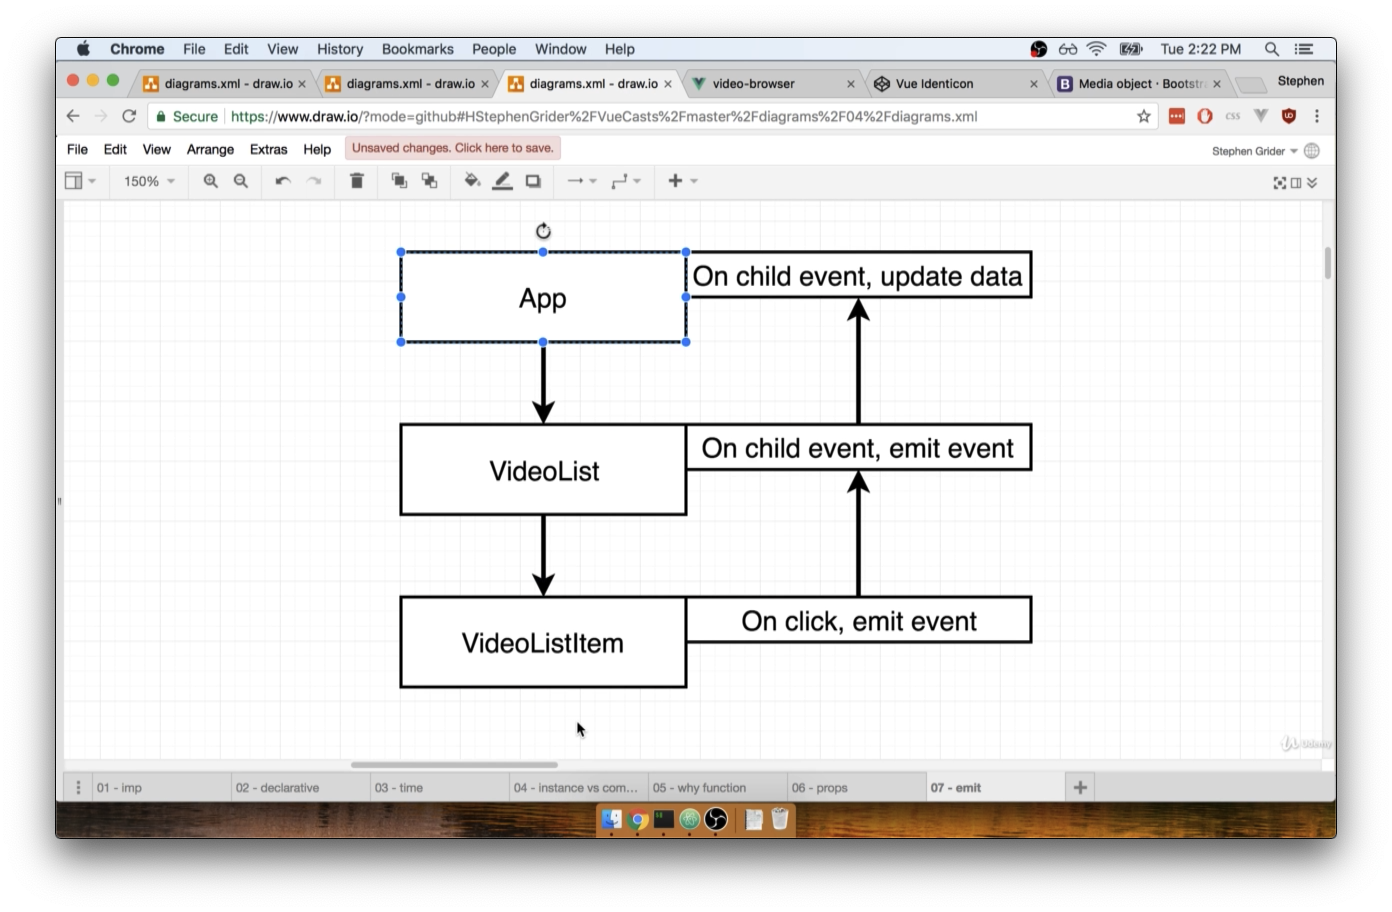 Chrome File Edit View History Bookmarks People Window Help Tue 2:22 PM
diagrams.xml - draw.io × diagrams.xml - draw.io × diagrams.xml - draw.io × video-browser × Vue Identicon × Media object · Bootstr × Stephen
Secure https://www.draw.io/?mode=github#HStephenGrider%2FVueCasts%2Fmaster%2Fdiagrams%2F04%2Fdiagrams.xml CSS
File Edit View Arrange Extras Help Unsaved changes. Click here to save. Stephen Grider
150%
App
On child event, update data
VideoList
On child event, emit event
VideoListItem
On click, emit event
Udemy
01 - imp 02 - declarative 03 - time 04 - instance vs com... 05 - why function 06 - props 07 - emit